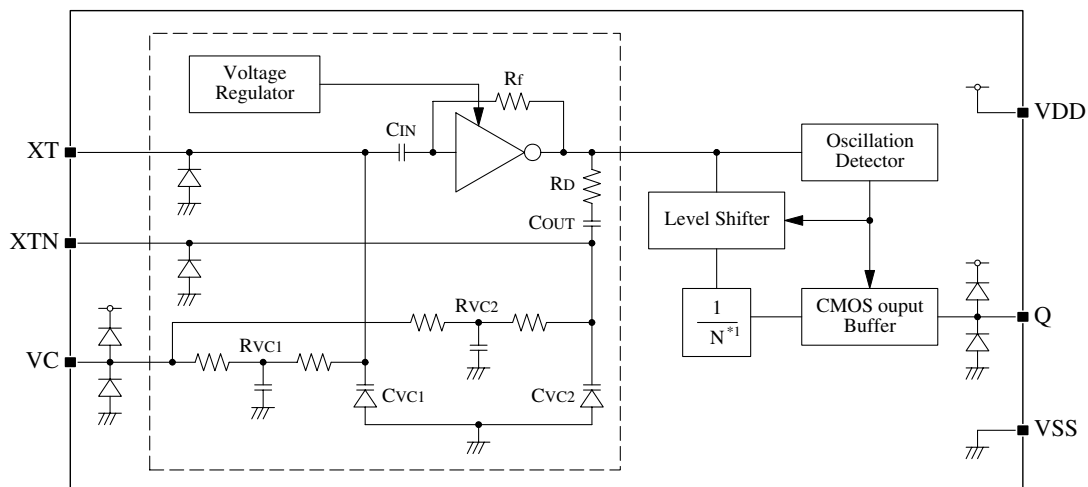 Voltage
Regulator
Rf
CIN
XT
RD
COUT
Oscillation
Detector
VDD
Level Shifter
XTN
RVC2
1
N*1
CMOS ouput
Buffer
Q
VC
RVC1
CVC1
CVC2
VSS